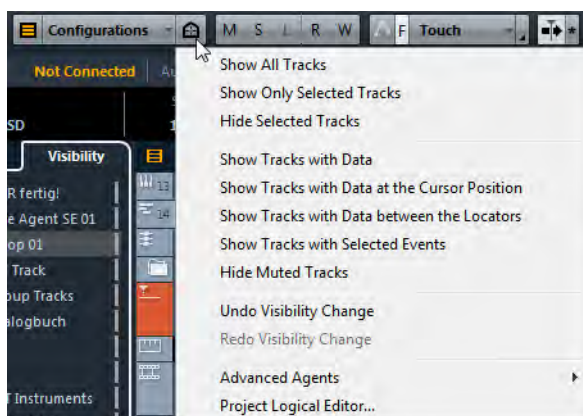 Configurations M S L R W F Touch
Not Connected Au
SD 1
Visibility
R fertig! 13
e Agent SE 01 14
op 01
Track
oup Tracks
alogbuch
T Instruments
Show All Tracks
Show Only Selected Tracks
Hide Selected Tracks
Show Tracks with Data
Show Tracks with Data at the Cursor Position
Show Tracks with Data between the Locators
Show Tracks with Selected Events
Hide Muted Tracks
Undo Visibility Change
Redo Visibility Change
Advanced Agents
Project Logical Editor...